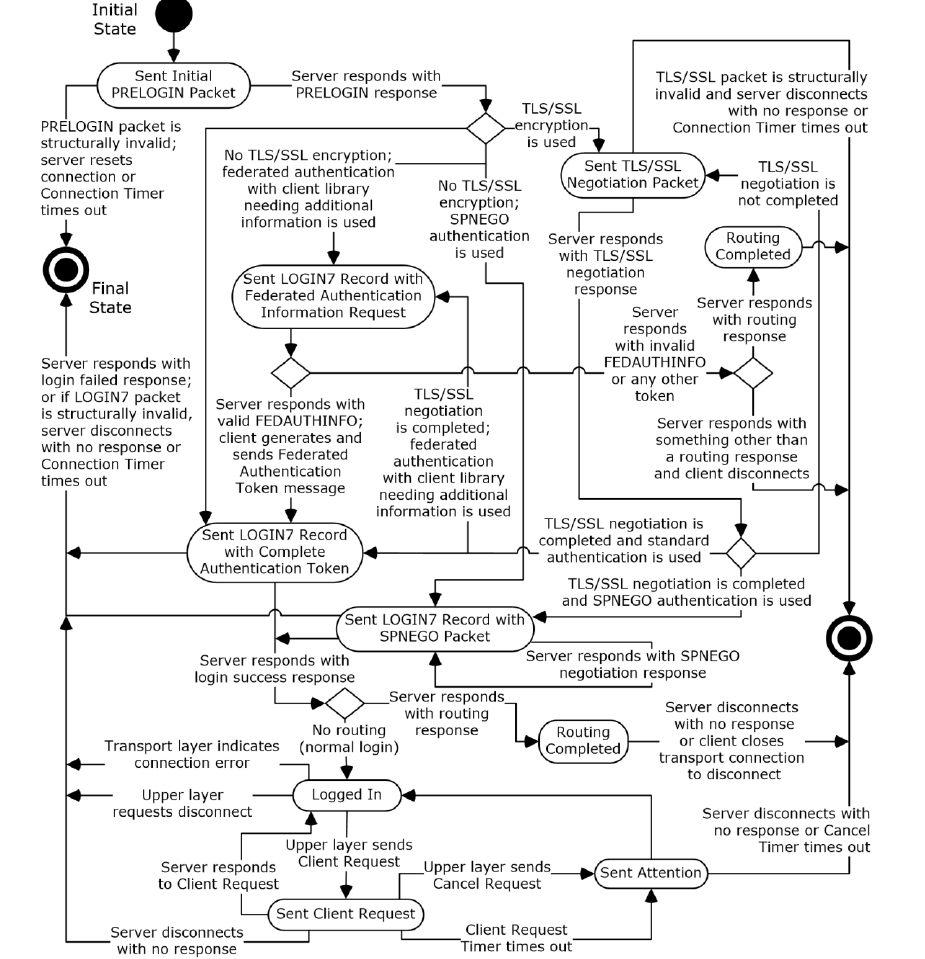 Initial
State
Sent Initial
PRELOGIN Packet
Server responds with
PRELOGIN response
TLS/SSL packet is structurally
invalid and server disconnects
with no response or
Connection Timer times out
PRELOGIN packet is
structurally invalid;
server resets
connection or
Connection Timer
times out
TLS/SSL
encryption
is used
No TLS/SSL encryption;
federated authentication
with client library
needing additional
information is used
No TLS/SSL
encryption;
SPNEGO
authentication
is used
Sent TLS/SSL
Negotiation Packet
TLS/SSL
negotiation is
not completed
Server responds
with TLS/SSL
negotiation
response
Routing
Completed
Final
State
Sent LOGIN7 Record with
Federated Authentication
Information Request
Server
responds
with invalid
FEDAUTHINFO
or any other
token
Server responds
with routing
response
Server responds with
login failed response;
or if LOGIN7 packet
is structurally invalid,
server disconnects
with no response or
Connection Timer
times out
Server responds with
valid FEDAUTHINFO;
client generates and
sends Federated
Authentication
Token message
TLS/SSL
negotiation
is completed;
federated
authentication
with client library
needing additional
information is used
Server responds with
something other than
a routing response
and client disconnects
Sent LOGIN7 Record
with Complete
Authentication Token
TLS/SSL negotiation is
completed and standard
authentication is used
TLS/SSL negotiation is completed
and SPNEGO authentication is used
Sent LOGIN7 Record with
SPNEGO Packet
Server responds with SPNEGO
negotiation response
Server responds with
login success response
Server responds
with routing
response
No routing
(normal login)
Routing
Completed
Server disconnects
with no response
or client closes
transport connection
to disconnect
Transport layer indicates
connection error
Upper layer
requests disconnect
Logged In
Server disconnects with
no response or Cancel
Timer times out
Upper layer sends
Client Request
Server responds
to Client Request
Upper layer sends
Cancel Request
Sent Attention
Sent Client Request
Server disconnects
with no response
Client Request
Timer times out